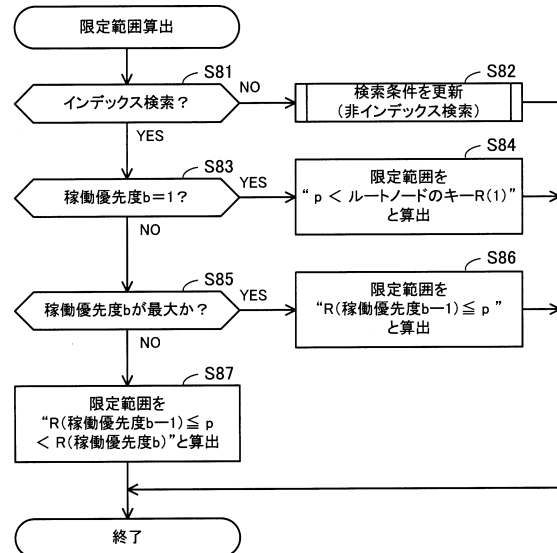 限定範囲算出
S81
インデックス検索？
NO
YES
S82
検索条件を更新
(非インデックス検索)
S83
稼働優先度b＝1？
YES
NO
S84
限定範囲を
“ p ＜ ルートノードのキーR(1)”
と算出
S85
稼働優先度bが最大か？
YES
NO
S86
限定範囲を
“R(稼働優先度b－1)≦ p ”
と算出
S87
限定範囲を
“R(稼働優先度b－1)≦ p
＜ R(稼働優先度b)”と算出
終了